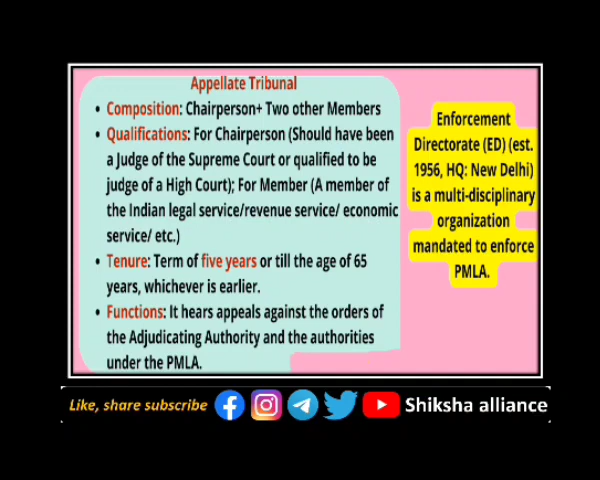 Appellate Tribunal
• Composition: Chairperson+ Two other Members
• Qualifications: For Chairperson (Should have been
a Judge of the Supreme Court or qualified to be
judge of a High Court); For Member (A member of
the Indian legal service/revenue service/ economic
service/ etc.)
• Tenure: Term of five years or till the age of 65
years, whichever is earlier.
• Functions: It hears appeals against the orders of
the Adjudicating Authority and the authorities
under the PMLA.
Enforcement
Directorate (ED) (est.
1956, HQ: New Delhi)
is a multi-disciplinary
organization
mandated to enforce
PMLA.
Like, share subscribe Shiksha alliance